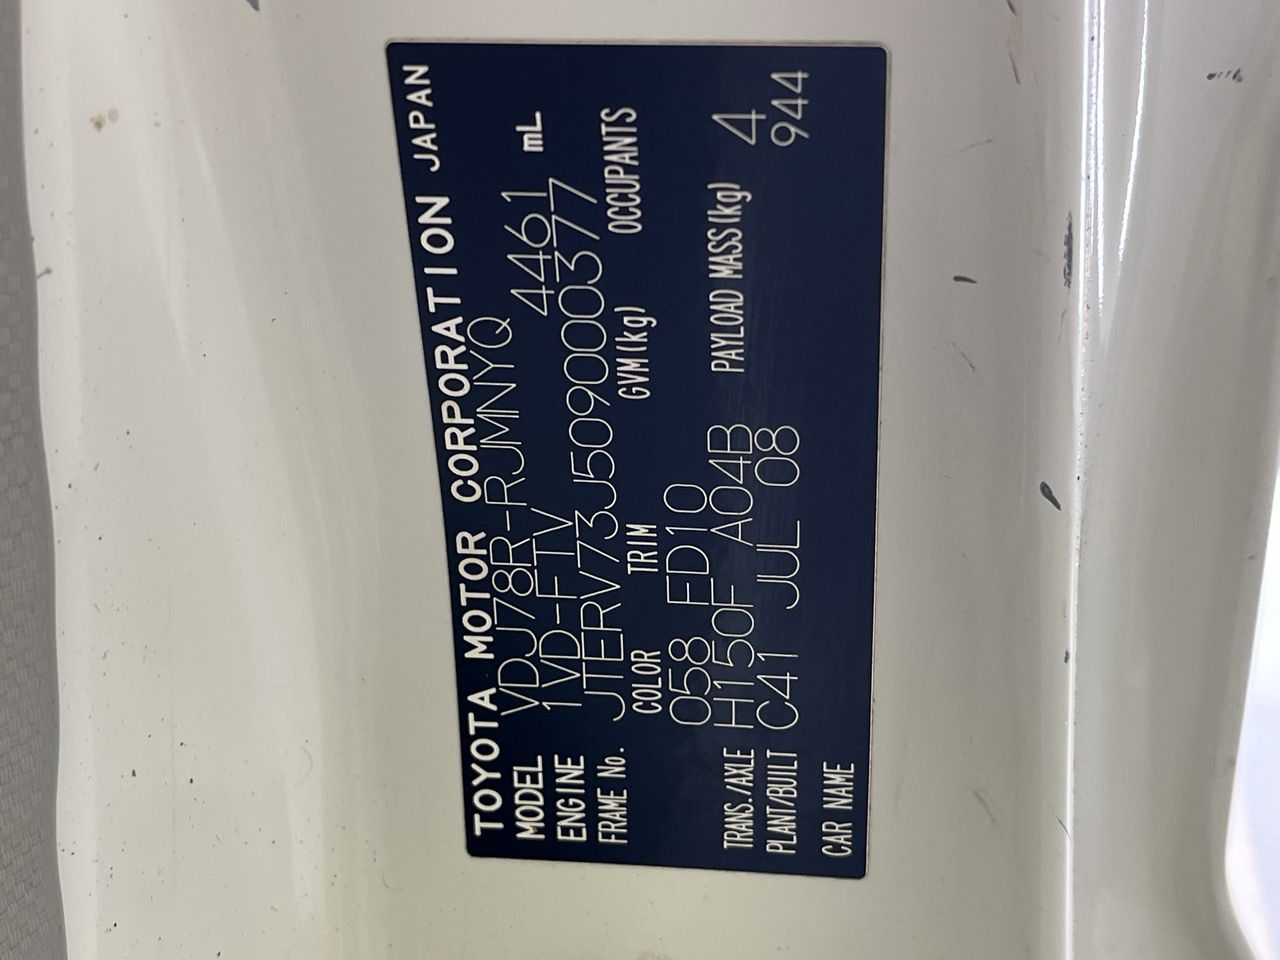 TOYOTA MOTOR CORPORATION JAPAN
MODEL VDJ78R-RJMNYQ
ENGINE 1VD-FTV 4461 mL
FRAME No. JTERV73J509000377
COLOR TRIM GVM(kg) OCCUPANTS
058 FD10 4
TRANS./AXLE H150F A04B PAYLOAD MASS(kg) 944
PLANT/BUILT C41 JUL 08
CAR NAME